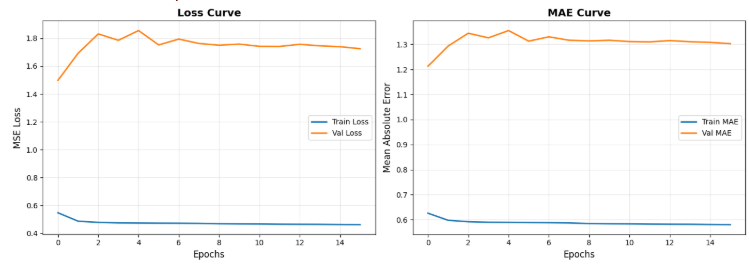 Loss Curve
1.8
1.6
1.4
1.2
1.0
0.8
0.6
0.4
MSE Loss
Train Loss
Val Loss
0 2 4 6 8 10 12 14
Epochs
MAE Curve
1.3
1.2
1.1
1.0
0.9
0.8
0.7
0.6
Mean Absolute Error
Train MAE
Val MAE
0 2 4 6 8 10 12 14
Epochs